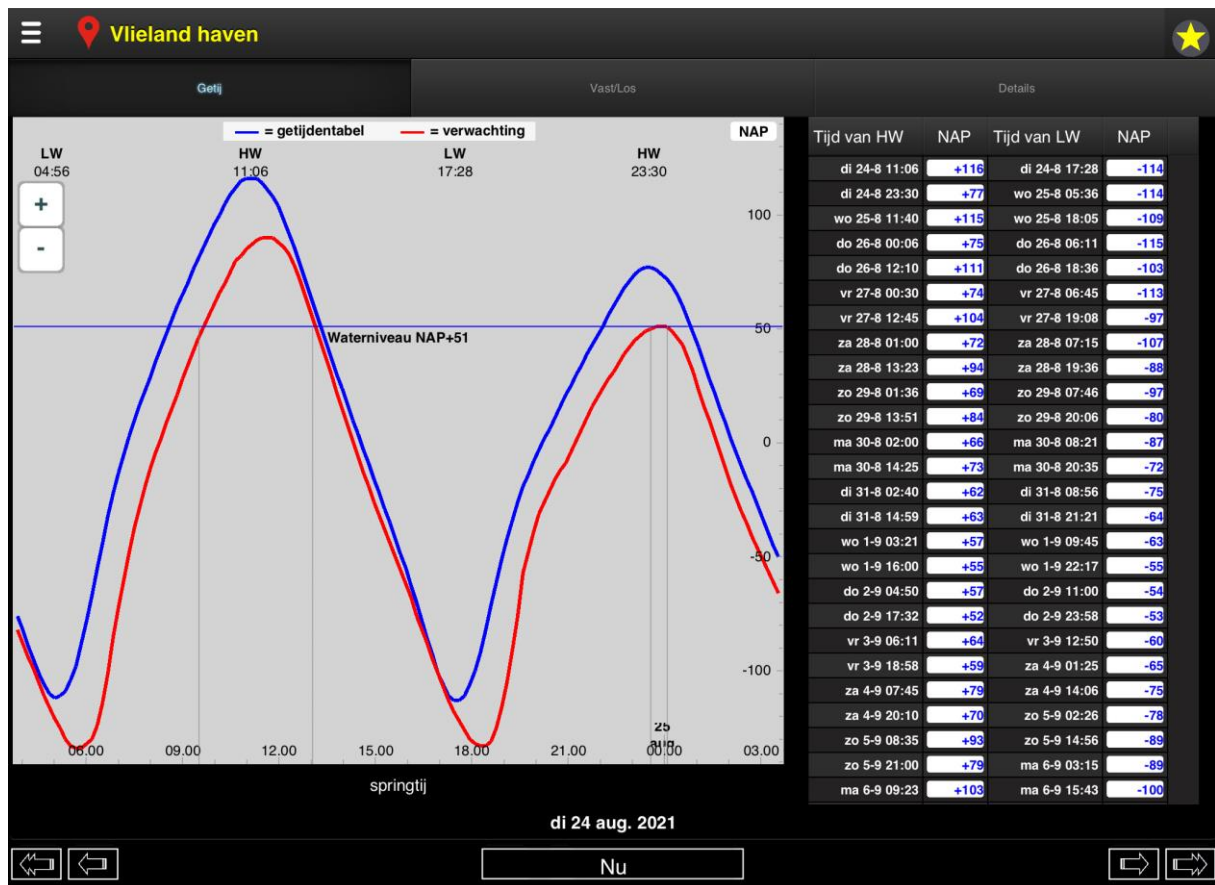 Vlieland haven
Getij
Vast/Los
Details
= getijdentabel = verwachting
NAP
LW HW LW HW
04:56 11:06 17:28 23:30
+
-
100
50
0
-50
-100
Waterniveau NAP+51
25
aug
06.00 09.00 12.00 15.00 18.00 21.00 00.00 03.00
springtij
Tijd van HW NAP Tijd van LW NAP
di 24-8 11:06 +116 di 24-8 17:28 -114
di 24-8 23:30 +77 wo 25-8 05:36 -114
wo 25-8 11:40 +115 wo 25-8 18:05 -109
do 26-8 00:06 +75 do 26-8 06:11 -115
do 26-8 12:10 +111 do 26-8 18:36 -103
vr 27-8 00:30 +74 vr 27-8 06:45 -113
vr 27-8 12:45 +104 vr 27-8 19:08 -97
za 28-8 01:00 +72 za 28-8 07:15 -107
za 28-8 13:23 +94 za 28-8 19:36 -88
zo 29-8 01:36 +69 zo 29-8 07:46 -97
zo 29-8 13:51 +84 zo 29-8 20:06 -80
ma 30-8 02:00 +66 ma 30-8 08:21 -87
ma 30-8 14:25 +73 ma 30-8 20:35 -72
di 31-8 02:40 +62 di 31-8 08:56 -75
di 31-8 14:59 +63 di 31-8 21:21 -64
wo 1-9 03:21 +57 wo 1-9 09:45 -63
wo 1-9 16:00 +55 wo 1-9 22:17 -55
do 2-9 04:50 +57 do 2-9 11:00 -54
do 2-9 17:32 +52 do 2-9 23:58 -53
vr 3-9 06:11 +64 vr 3-9 12:50 -60
vr 3-9 18:58 +59 za 4-9 01:25 -65
za 4-9 07:45 +79 za 4-9 14:06 -75
za 4-9 20:10 +70 zo 5-9 02:26 -78
zo 5-9 08:35 +93 zo 5-9 14:56 -89
zo 5-9 21:00 +79 ma 6-9 03:15 -89
ma 6-9 09:23 +103 ma 6-9 15:43 -100
di 24 aug. 2021
Nu